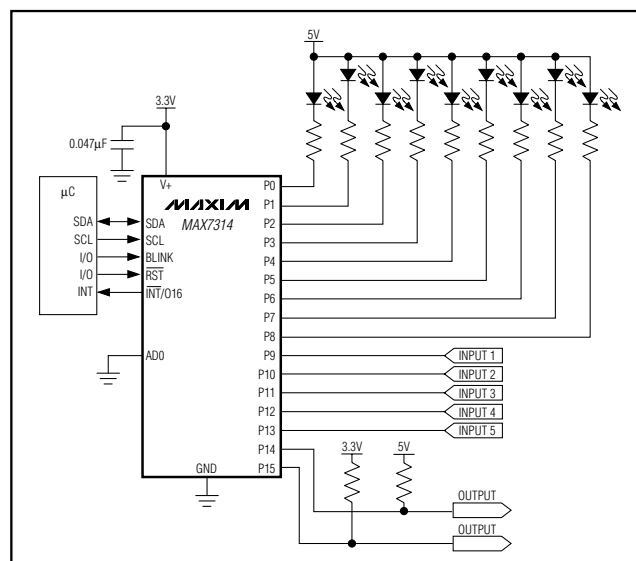 5V
3.3V
0.047µF
µC
V+
MAXIM
MAX7314
SDA SDA
SCL SCL
I/O BLINK
I/O RST
INT INT/O16
AD0
GND
P0
P1
P2
P3
P4
P5
P6
P7
P8
P9 INPUT 1
P10 INPUT 2
P11 INPUT 3
P12 INPUT 4
P13 INPUT 5
P14
P15
3.3V 5V
OUTPUT
OUTPUT